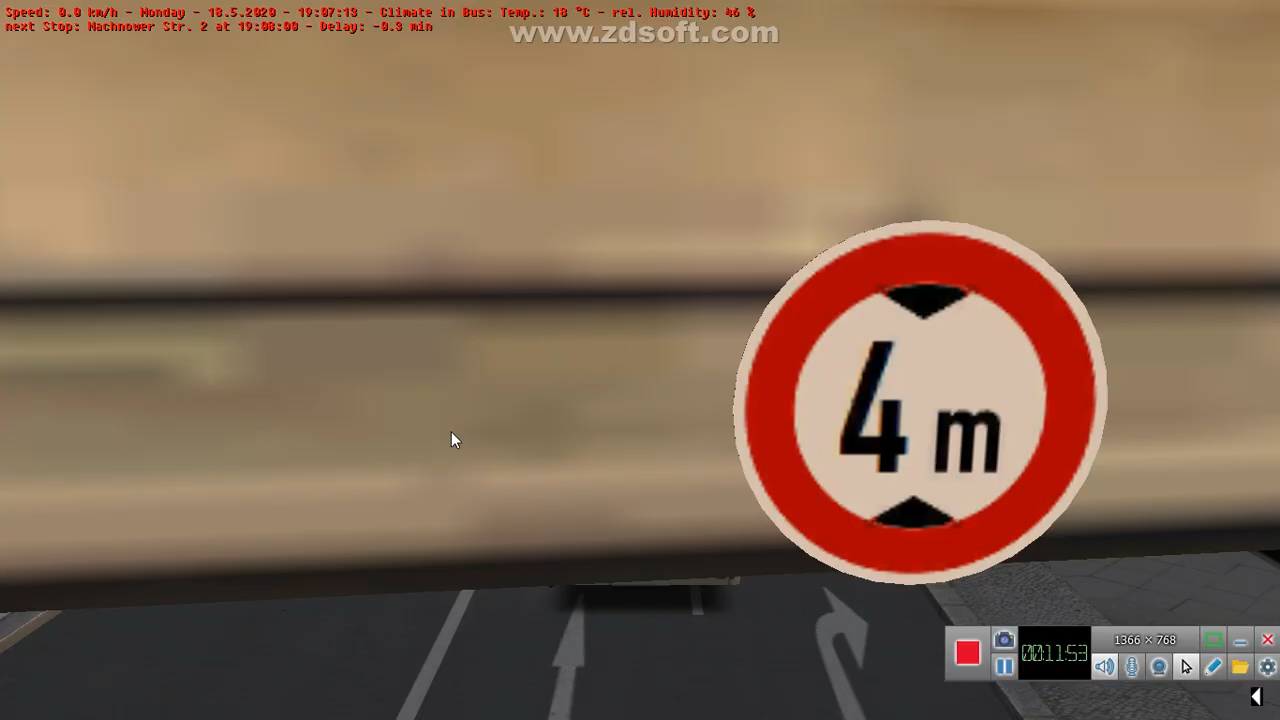 Speed: 0.0 km/h - Monday - 18.5.2020 - 19:07:13 - Climate in Bus: Temp.: 18 °C - rel. Humidity: 46 %
next Stop: Machnower Str. 2 at 19:08:00 - Delay: -0.8 min
www.zdsoft.com
4 m
00:11:53
1366 × 768